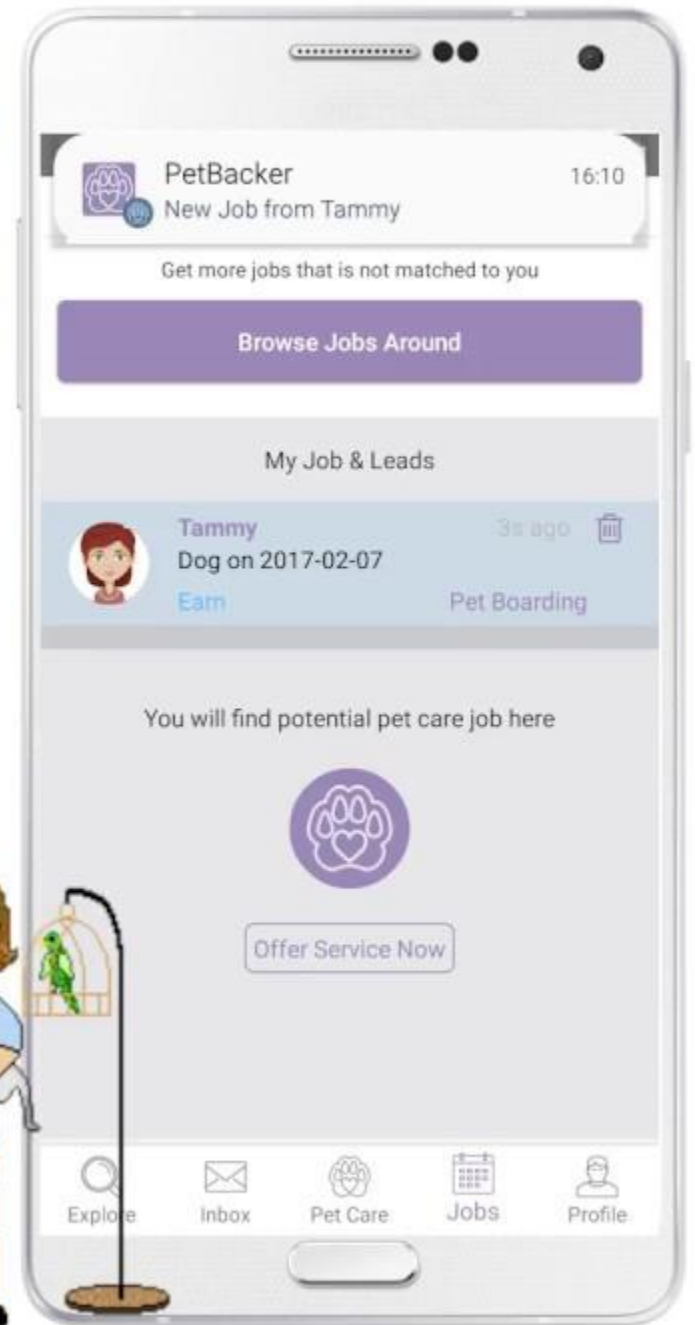 PetBacker 16:10
New Job from Tammy
Get more jobs that is not matched to you
Browse Jobs Around
My Job & Leads
Tammy 3s ago
Dog on 2017-02-07
Earn Pet Boarding
You will find potential pet care job here
Offer Service Now
Explore Inbox Pet Care Jobs Profile